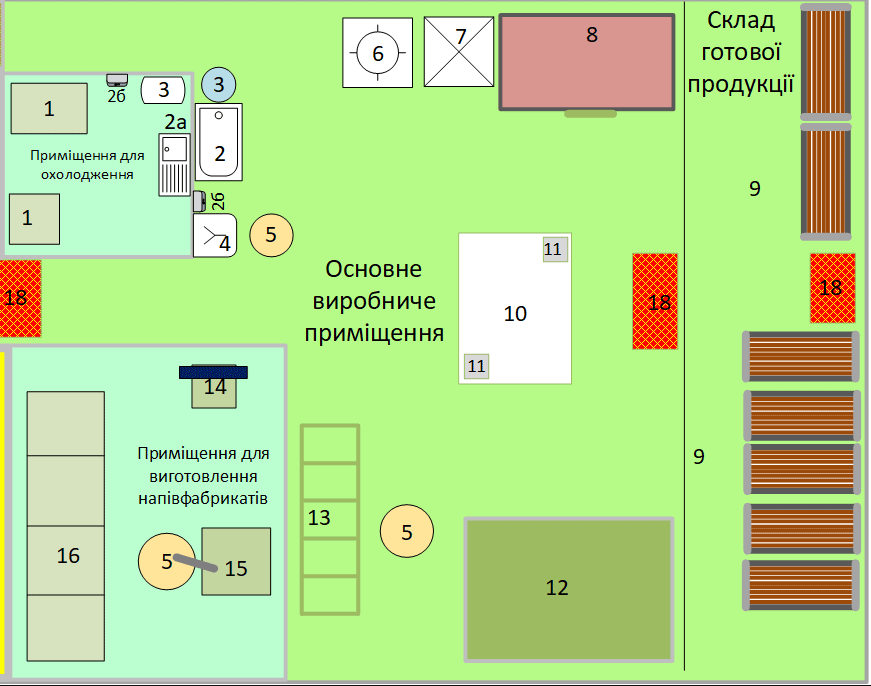 Склад
готової
продукції
6
7
8
3
3
2б
1
2а
2
Приміщення для
охолодження
9
1
2б
4
5
11
Основне
виробниче
приміщення
10
18
18
18
11
14
Приміщення для
виготовлення
напівфабрикатів
9
13
5
16
5
15
12